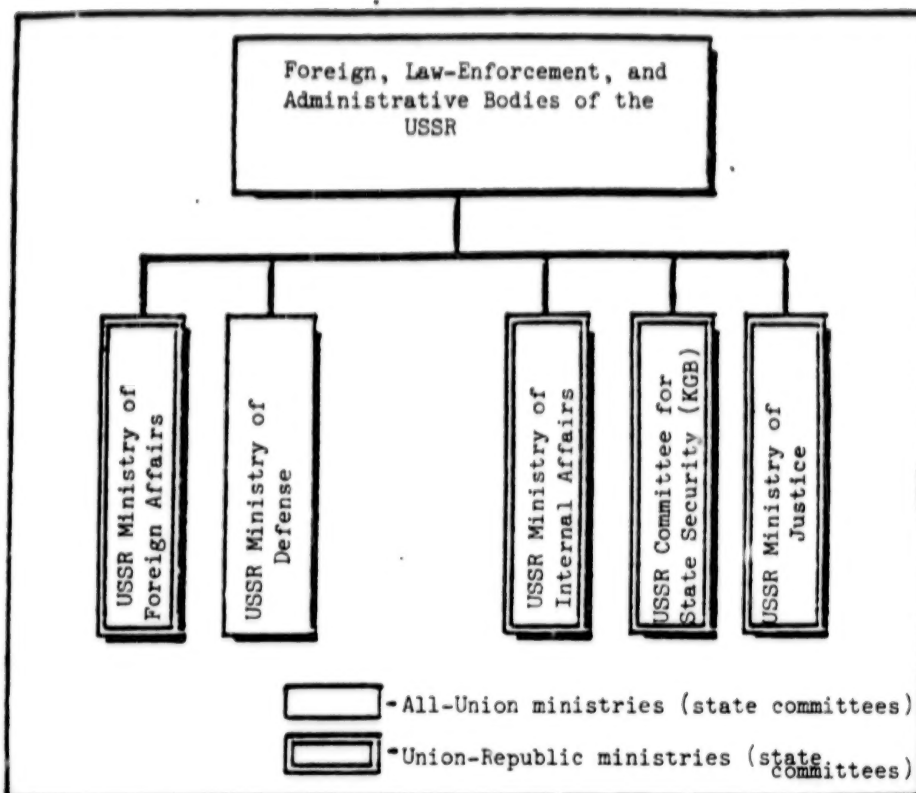 Foreign, Law-Enforcement, and
Administrative Bodies of the
USSR
USSR Ministry of
Foreign Affairs
USSR Ministry of
Defense
USSR Ministry of
Internal Affairs
USSR Committee for
State Security (KGB)
USSR Ministry of
Justice
-All-Union ministries (state committees)
-Union-Republic ministries (state
committees)